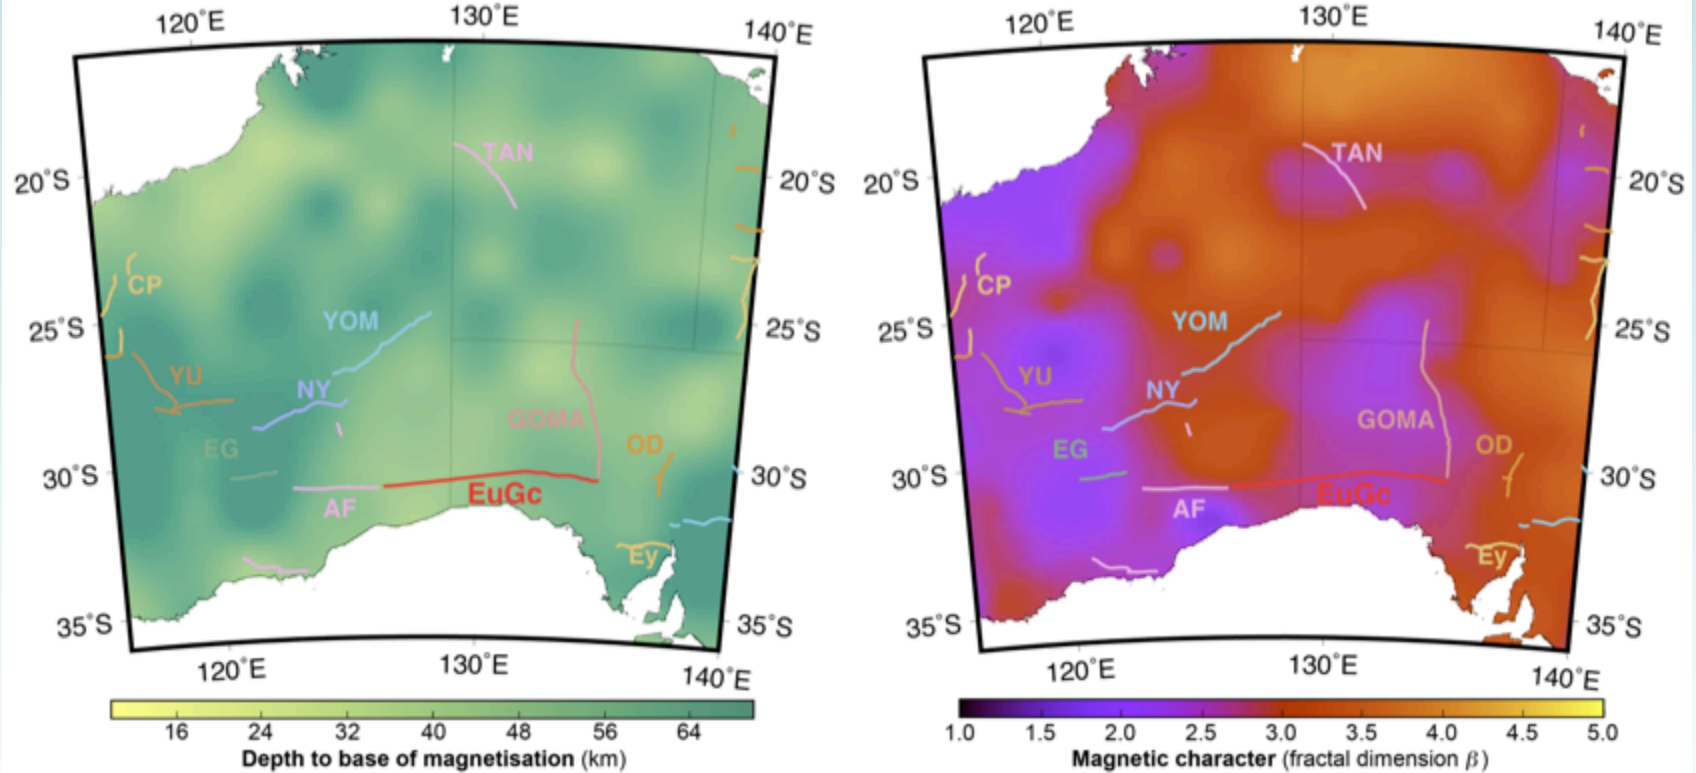 120°E 130°E 140°E
20°S 20°S
25°S 25°S
30°S 30°S
35°S 35°S
TAN
CP
YOM
YU
NY
GOMA
EG
OD
EuGc
AF
Ey
120°E 130°E 140°E
16 24 32 40 48 56 64
Depth to base of magnetisation (km)
120°E 130°E 140°E
20°S 20°S
25°S 25°S
30°S 30°S
35°S 35°S
TAN
CP
YOM
YU
NY
GOMA
EG
OD
EuGc
AF
Ey
120°E 130°E 140°E
1.0 1.5 2.0 2.5 3.0 3.5 4.0 4.5 5.0
Magnetic character (fractal dimension β)